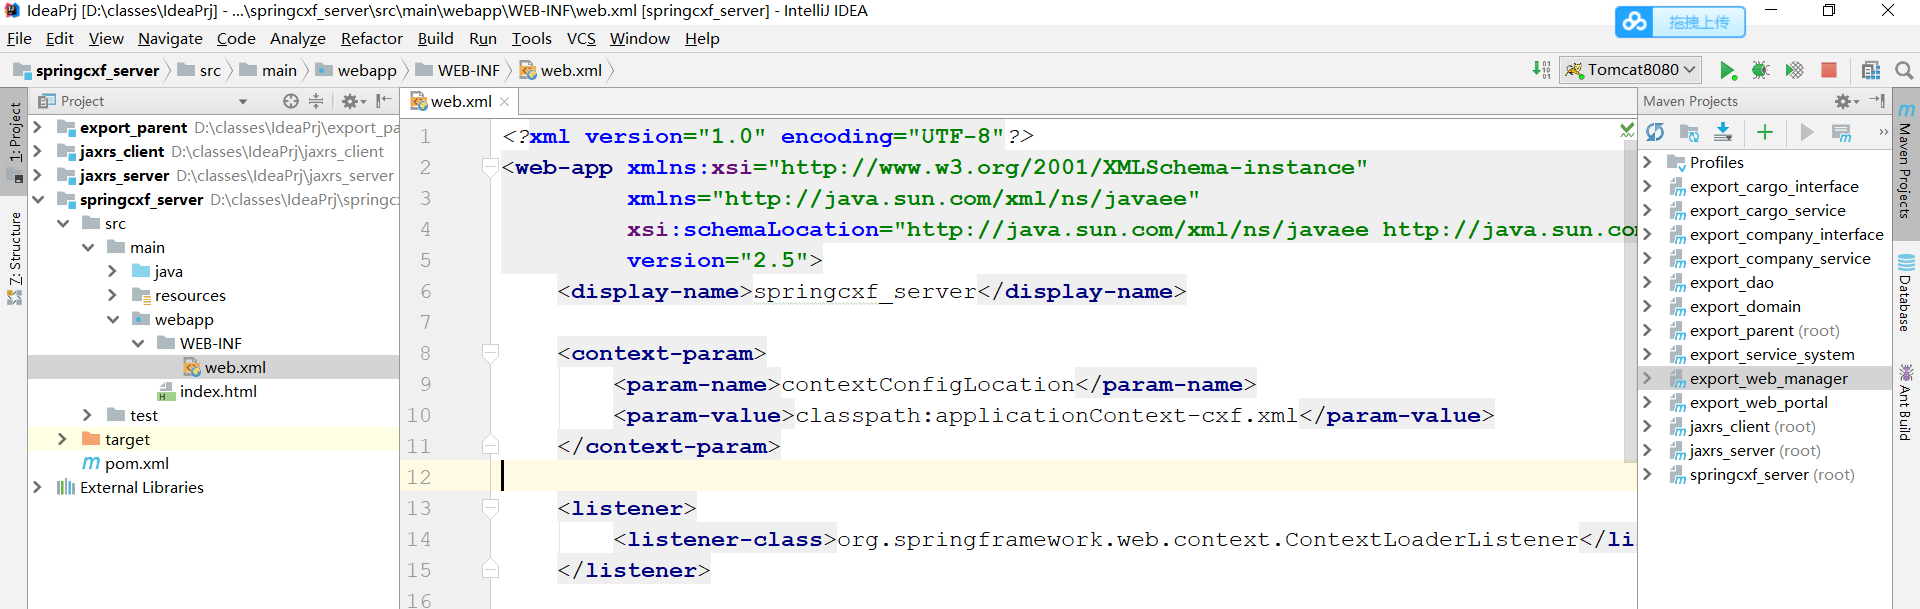 IdeaPrj [D:\classes\IdeaPrj] - ...\springcxf_server\src\main\webapp\WEB-INF\web.xml [springcxf_server] - IntelliJ IDEA
拖拽上传
File Edit View Navigate Code Analyze Refactor Build Run Tools VCS Window Help
springcxf_server src main webapp WEB-INF web.xml
Tomcat8080
1: Project
Z: Structure
Project
export_parent D:\classes\IdeaPrj\export_pa
jaxrs_client D:\classes\IdeaPrj\jaxrs_client
jaxrs_server D:\classes\IdeaPrj\jaxrs_server
springcxf_server D:\classes\IdeaPrj\springc
src
main
java
resources
webapp
WEB-INF
web.xml
index.html
test
target
pom.xml
External Libraries
web.xml
1 <?xml version="1.0" encoding="UTF-8"?>
2 <web-app xmlns:xsi="http://www.w3.org/2001/XMLSchema-instance"
3 xmlns="http://java.sun.com/xml/ns/javaee"
4 xsi:schemaLocation="http://java.sun.com/xml/ns/javaee http://java.sun.co
5 version="2.5">
6 <display-name>springcxf_server</display-name>
7
8 <context-param>
9 <param-name>contextConfigLocation</param-name>
10 <param-value>classpath:applicationContext-cxf.xml</param-value>
11 </context-param>
12
13 <listener>
14 <listener-class>org.springframework.web.context.ContextLoaderListener</li
15 </listener>
16
Maven Projects
Profiles
export_cargo_interface
export_cargo_service
export_company_interface
export_company_service
export_dao
export_domain
export_parent (root)
export_service_system
export_web_manager
export_web_portal
jaxrs_client (root)
jaxrs_server (root)
springcxf_server (root)
Maven Projects
Database
Ant Build